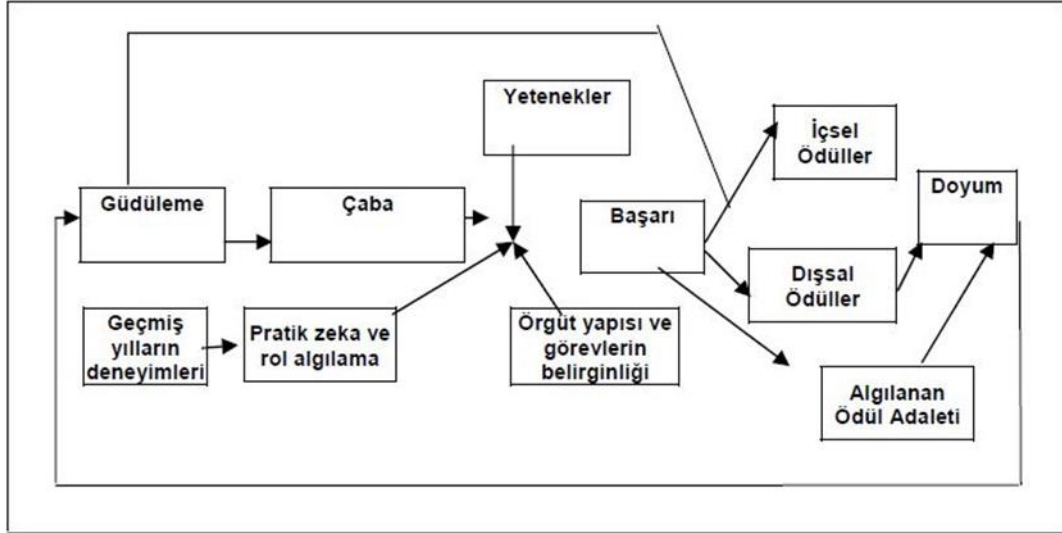 Yetenekler
İçsel
Ödüller
Güdüleme
Çaba
Başarı
Doyum
Dışsal
Ödüller
Geçmiş
yılların
deneyimleri
Pratik zeka ve
rol algılama
Örgüt yapısı ve
görevlerin
belirginliği
Algılanan
Ödül Adaleti